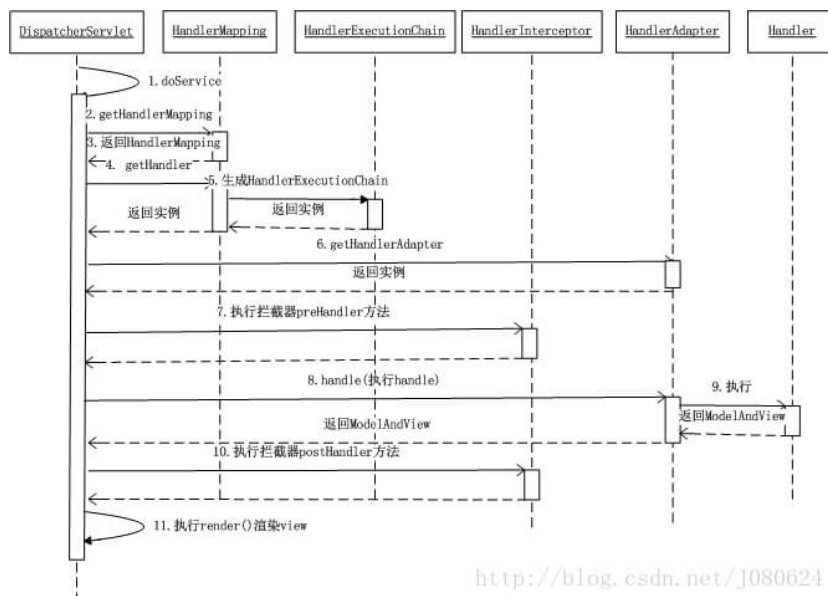 DispatcherServlet
HandlerMapping
HandlerExecutionChain
HandlerInterceptor
HandlerAdapter
Handler
1.doService
2.getHandlerMapping
3.返回HandlerMapping
4. getHandler
5.生成HandlerExecutionChain
返回实例
返回实例
6.getHandlerAdapter
返回实例
7.执行拦截器preHandler方法
8.handle(执行handle)
9.执行
返回ModelAndView
返回ModelAndView
10.执行拦截器postHandler方法
11.执行render()渲染view
http://blog.csdn.net/J080624